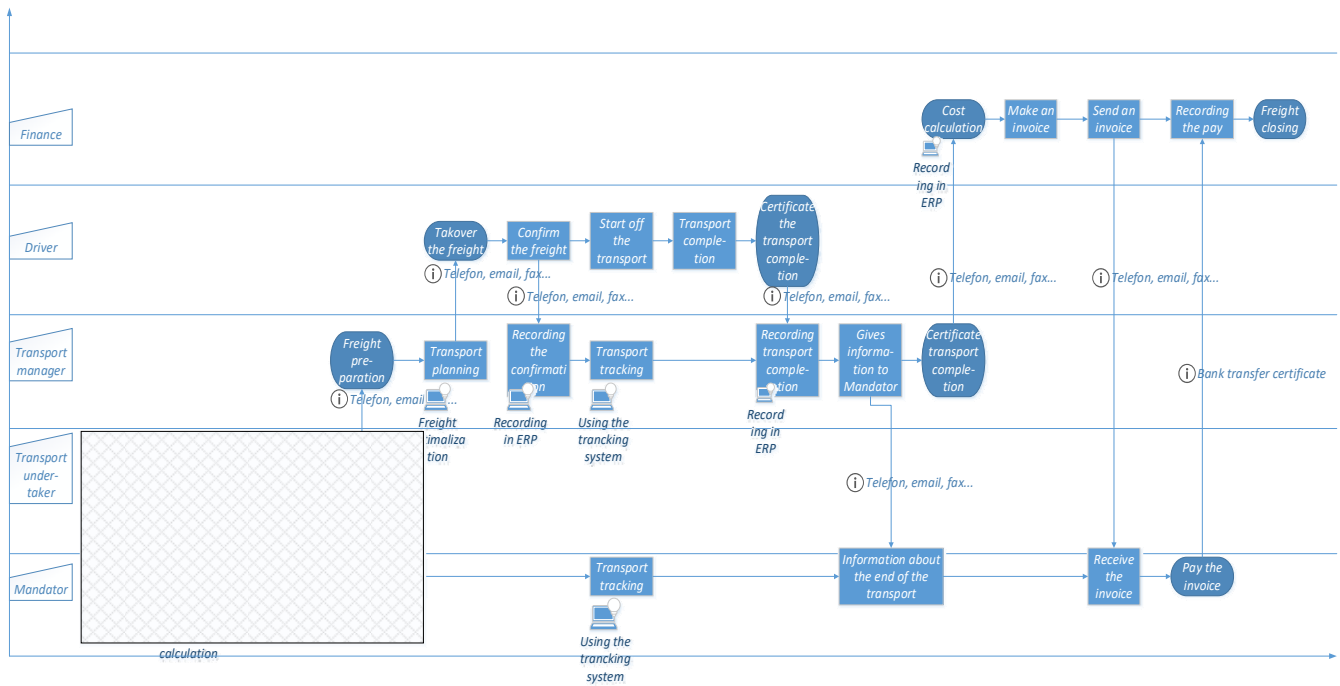 Finance
Cost
calculation
Make an
invoice
Send an
invoice
Recording
the pay
Freight
closing
Record
ing in
ERP
Driver
Takover
the freight
Confirm
the freight
Start off
the
transport
Transport
comple-
tion
Certificate
the
transport
comple-
tion
Telefon, email, fax...
Telefon, email, fax...
Telefon, email, fax...
Telefon, email, fax...
Telefon, email, fax...
Transport
manager
Freight
pre-
paration
Transport
planning
Recording
the
confirmati
Transport
tracking
Recording
transport
comple-
tion
Gives
informa-
tion to
Mandator
Certificate
transport
comple-
tion
Bank transfer certificate
Telefon, email
Freight
tion
Recording
in ERP
Using the
trancking
system
Record
ing in
ERP
Transport
under-
taker
Telefon, email, fax...
Mandator
Transport
tracking
Information about
the end of the
transport
Receive
the
invoice
Pay the
invoice
Using the
trancking
system
calculation